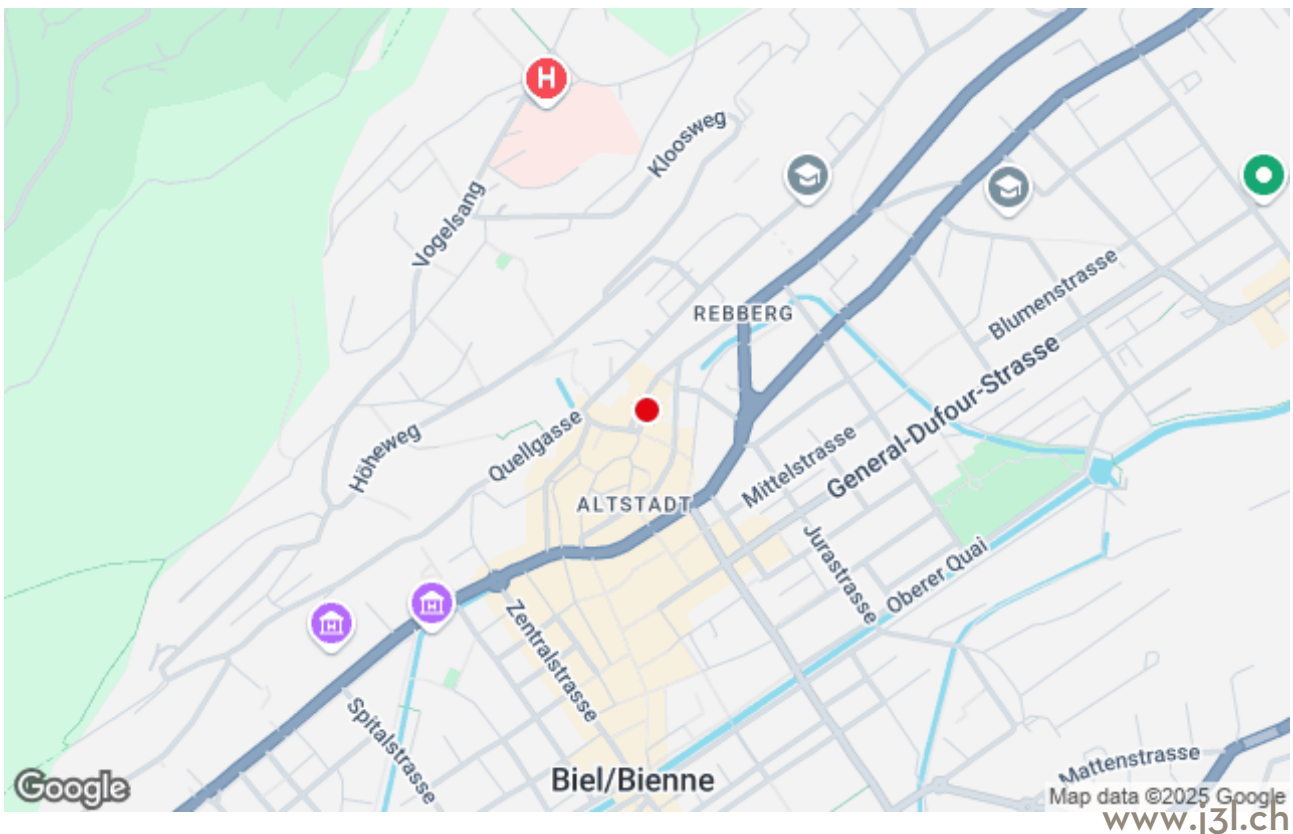 H
Kloosweg
Vogelsang
REBBERG
Blumenstrasse
General-Dufour-Strasse
Höheweg
Quellgasse
Mittelstrasse
ALTSTADT
Jurastrasse
Oberer Quai
Zentralstrasse
Spitalstrasse
Mattenstrasse
Biel/Bienne
Google
Map data ©2025 Google
www.j3l.ch